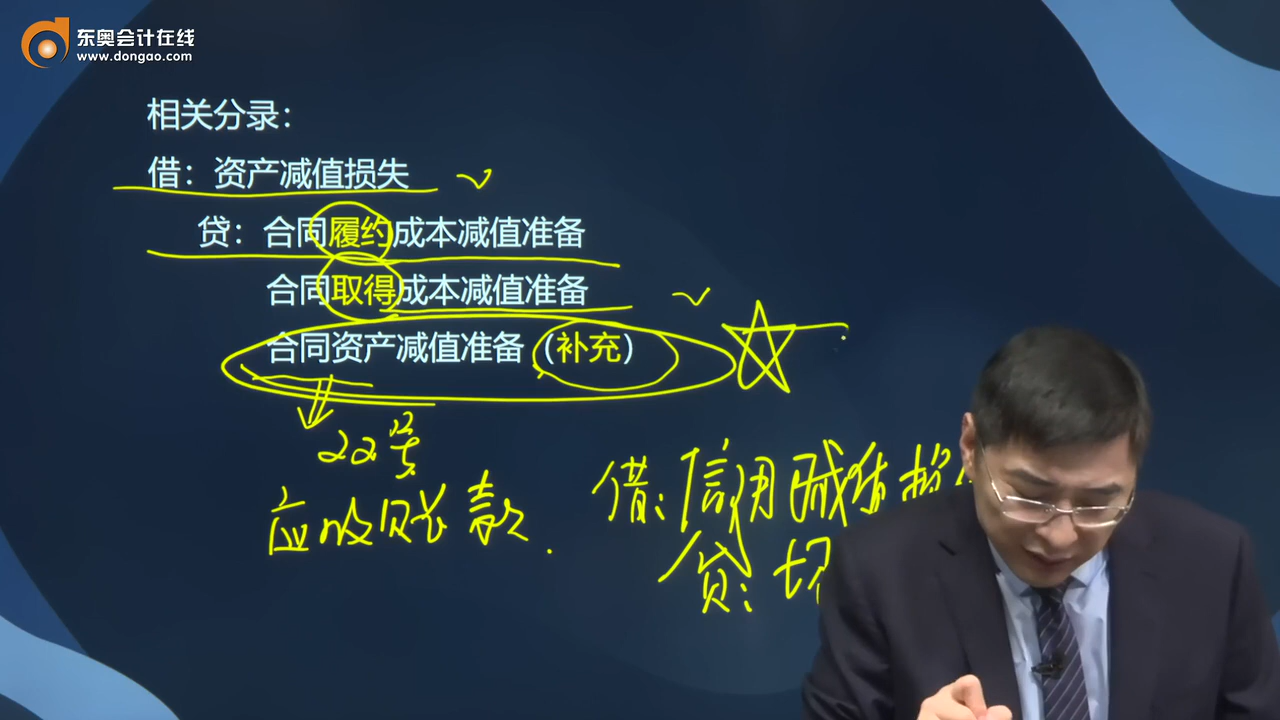 东奥会计在线
www.dongao.com
相关分录：
借：资产减值损失
贷：合同履约成本减值准备
合同取得成本减值准备
合同资产减值准备（补充）
22号
应收账款.
借：信用减值损
贷：坏